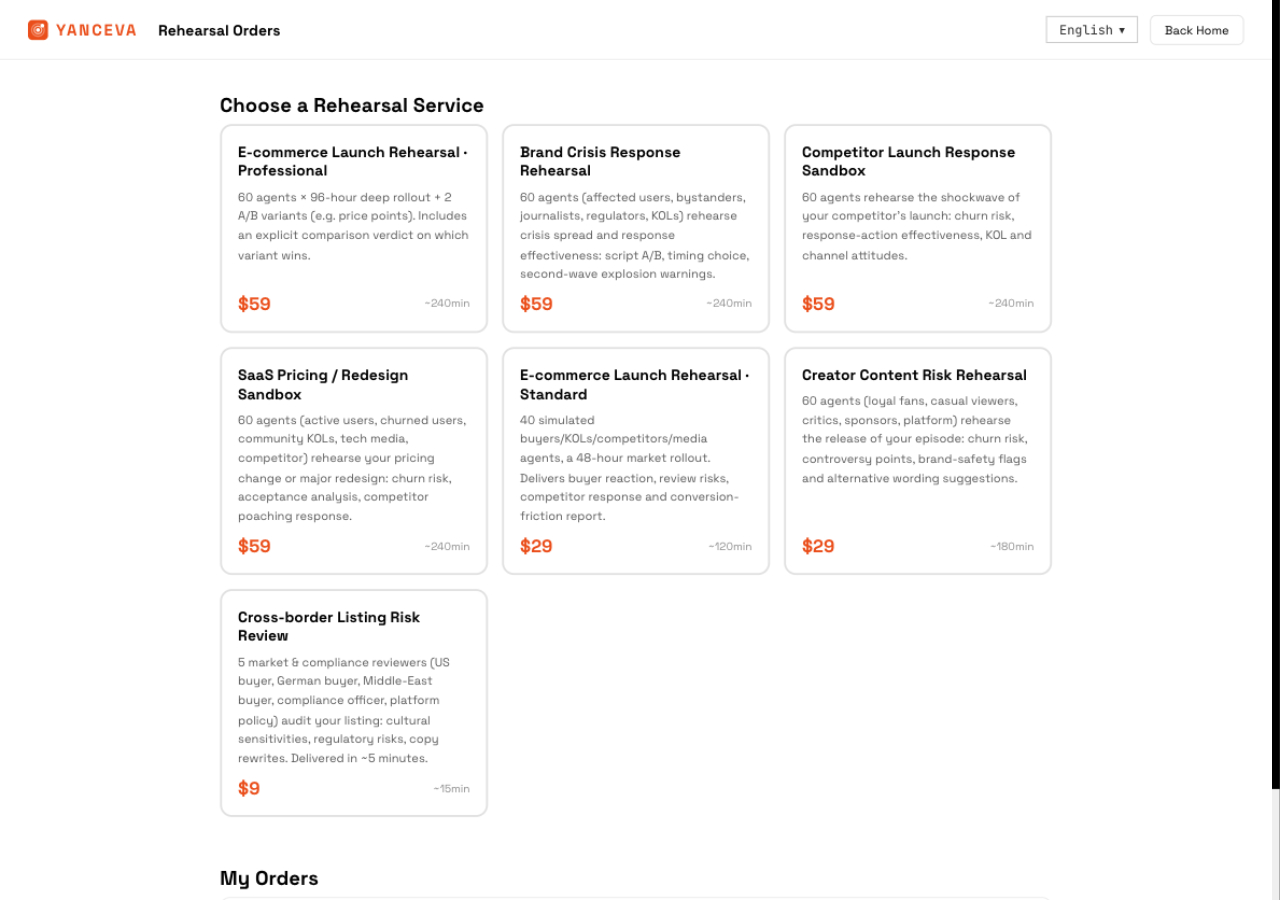 YANCEVA
Rehearsal Orders
English ▾
Back Home
Choose a Rehearsal Service
E-commerce Launch Rehearsal ·
Professional
60 agents × 96-hour deep rollout + 2
A/B variants (e.g. price points). Includes
an explicit comparison verdict on which
variant wins.
$59
~240min
Brand Crisis Response
Rehearsal
60 agents (affected users, bystanders,
journalists, regulators, KOLs) rehearse
crisis spread and response
effectiveness: script A/B, timing choice,
second-wave explosion warnings.
$59
~240min
Competitor Launch Response
Sandbox
60 agents rehearse the shockwave of
your competitor's launch: churn risk,
response-action effectiveness, KOL and
channel attitudes.
$59
~240min
SaaS Pricing / Redesign
Sandbox
60 agents (active users, churned users,
community KOLs, tech media,
competitor) rehearse your pricing
change or major redesign: churn risk,
acceptance analysis, competitor
poaching response.
$59
~240min
E-commerce Launch Rehearsal ·
Standard
40 simulated
buyers/KOLs/competitors/media
agents, a 48-hour market rollout.
Delivers buyer reaction, review risks,
competitor response and conversion-
friction report.
$29
~120min
Creator Content Risk Rehearsal
60 agents (loyal fans, casual viewers,
critics, sponsors, platform) rehearse
the release of your episode: churn risk,
controversy points, brand-safety flags
and alternative wording suggestions.
$29
~180min
Cross-border Listing Risk
Review
5 market & compliance reviewers (US
buyer, German buyer, Middle-East
buyer, compliance officer, platform
policy) audit your listing: cultural
sensitivities, regulatory risks, copy
rewrites. Delivered in ~5 minutes.
$9
~15min
My Orders